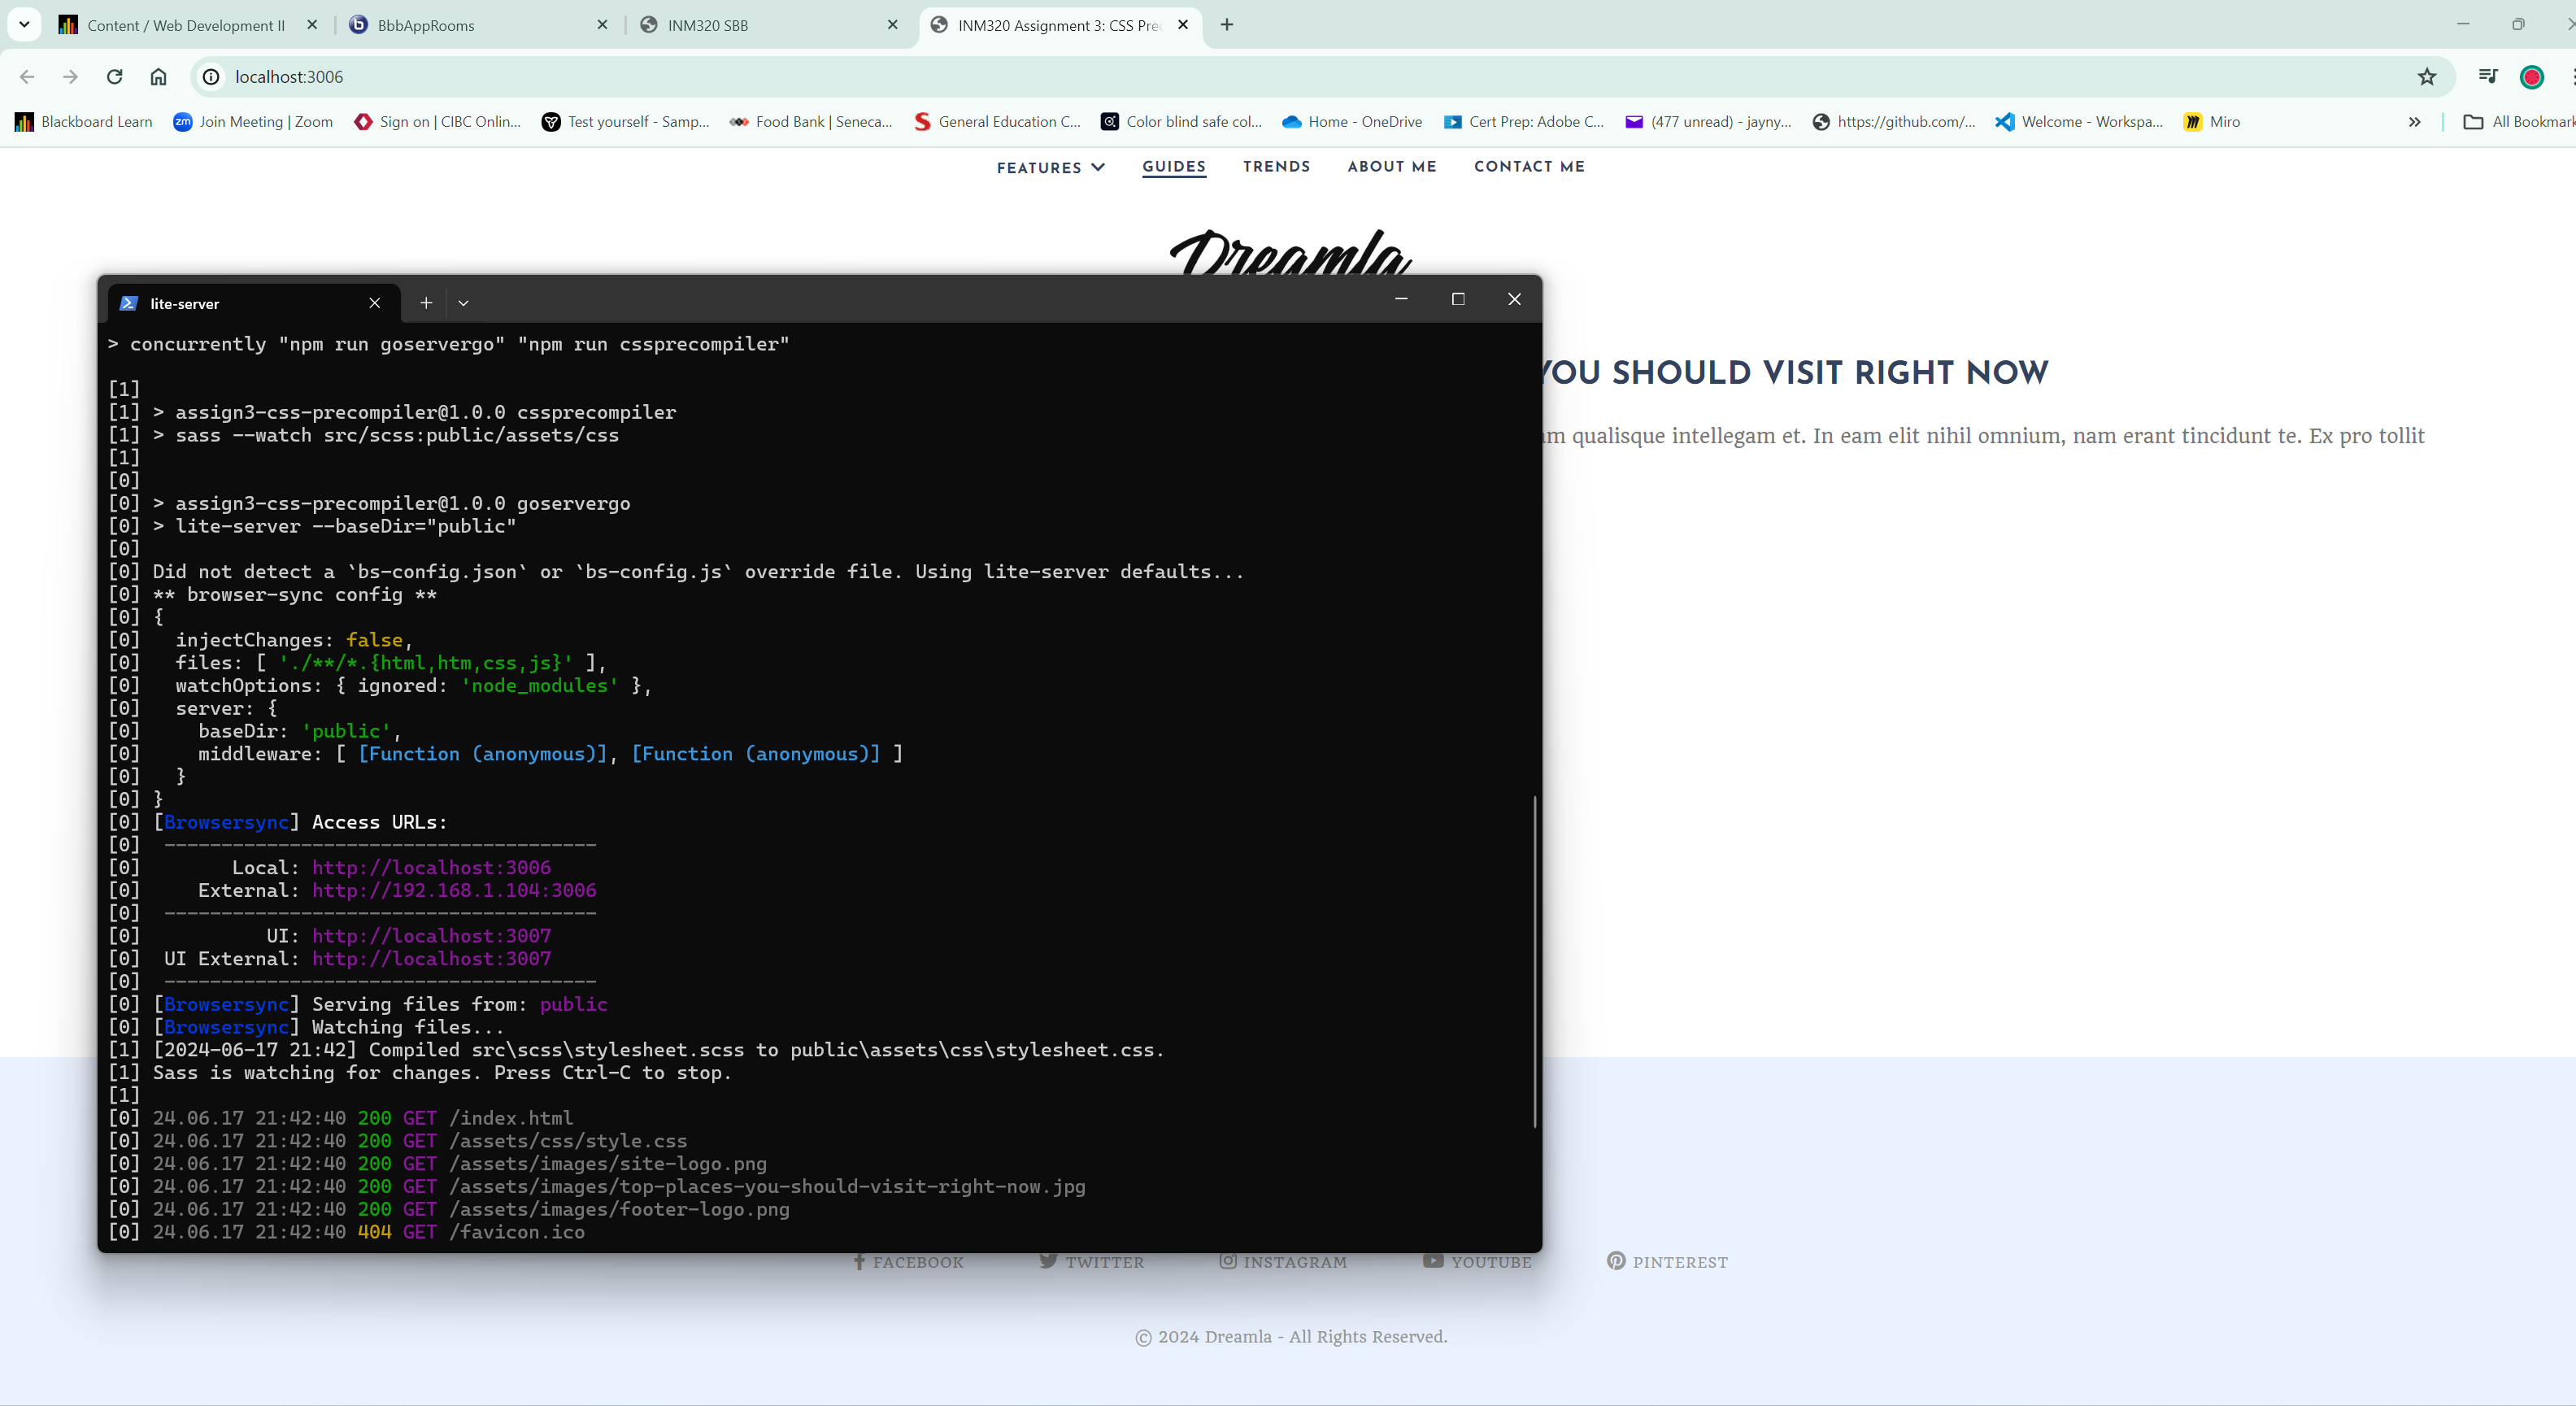 Content / Web Development II
BbbAppRooms
INM320 SBB
INM320 Assignment 3: CSS Pre
localhost:3006
Blackboard Learn
Join Meeting | Zoom
Sign on | CIBC Onlin...
Test yourself - Samp...
Food Bank | Seneca...
General Education C...
Color blind safe col...
Home - OneDrive
Cert Prep: Adobe C...
(477 unread) - jayny...
https://github.com/...
Welcome - Workspa...
Miro
All Bookmark
FEATURES
GUIDES
TRENDS
ABOUT ME
CONTACT ME
Dreamla
YOU SHOULD VISIT RIGHT NOW
am qualisque intellegam et. In eam elit nihil omnium, nam erant tincidunt te. Ex pro tollit
lite-server
> concurrently "npm run goservergo" "npm run cssprecompiler"
[1]
[1] > assign3-css-precompiler@1.0.0 cssprecompiler
[1] > sass --watch src/scss:public/assets/css
[1]
[0]
[0] > assign3-css-precompiler@1.0.0 goservergo
[0] > lite-server --baseDir="public"
[0]
[0] Did not detect a `bs-config.json` or `bs-config.js` override file. Using lite-server defaults...
[0] ** browser-sync config **
[0] {
[0]   injectChanges: false,
[0]   files: [ './**/*.{html,htm,css,js}' ],
[0]   watchOptions: { ignored: 'node_modules' },
[0]   server: {
[0]     baseDir: 'public',
[0]     middleware: [ [Function (anonymous)], [Function (anonymous)] ]
[0]   }
[0] }
[0] [Browsersync] Access URLs:
[0]  --------------------------------------
[0]        Local: http://localhost:3006
[0]     External: http://192.168.1.104:3006
[0]  --------------------------------------
[0]           UI: http://localhost:3007
[0]  UI External: http://localhost:3007
[0]  --------------------------------------
[0] [Browsersync] Serving files from: public
[0] [Browsersync] Watching files...
[1] [2024-06-17 21:42] Compiled src\scss\stylesheet.scss to public\assets\css\stylesheet.css.
[1] Sass is watching for changes. Press Ctrl-C to stop.
[1]
[0] 24.06.17 21:42:40 200 GET /index.html
[0] 24.06.17 21:42:40 200 GET /assets/css/style.css
[0] 24.06.17 21:42:40 200 GET /assets/images/site-logo.png
[0] 24.06.17 21:42:40 200 GET /assets/images/top-places-you-should-visit-right-now.jpg
[0] 24.06.17 21:42:40 200 GET /assets/images/footer-logo.png
[0] 24.06.17 21:42:40 404 GET /favicon.ico
FACEBOOK
TWITTER
INSTAGRAM
YOUTUBE
PINTEREST
© 2024 Dreamla - All Rights Reserved.